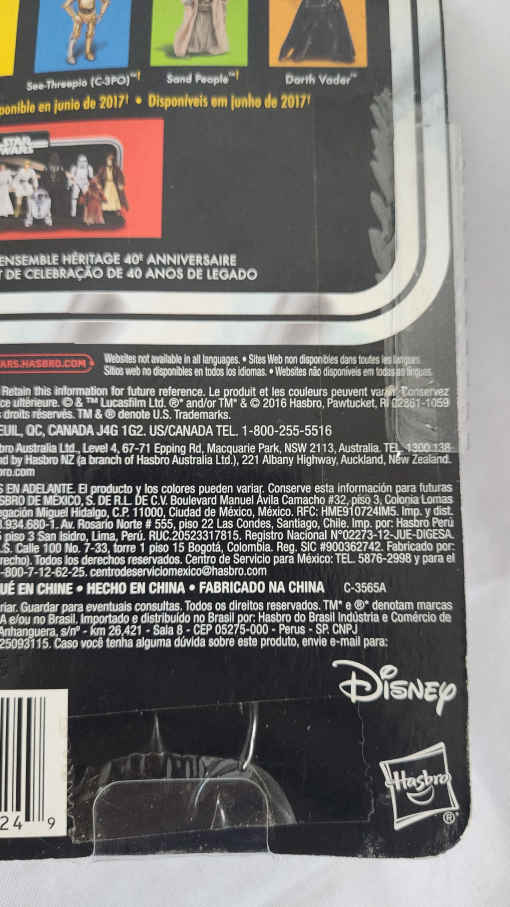 See-Threepio (C-3PO)™† Sand People™† Darth Vader™
ponible en junio de 2017† • Disponíveis em junho de 2017†
STAR WARS
ENSEMBLE HÉRITAGE 40E ANNIVERSAIRE
T DE CELEBRAÇÃO DE 40 ANOS DE LEGADO
ARS.HASBRO.COM
Websites not available in all languages. • Sites Web non disponibles dans toutes les langues.
Sitios web no disponibles en todos los idiomas. • Websites não disponíveis em todas as línguas.
Retain this information for future reference. Le produit et les couleurs peuvent varier. Conservez
ce ultérieure. © & ™ Lucasfilm Ltd. ®* and/or TM* & © 2016 Hasbro, Pawtucket, RI 02861-1059
droits réservés. TM & ® denote U.S. Trademarks.
EUIL, QC, CANADA J4G 1G2. US/CANADA TEL. 1-800-255-5516
bro Australia Ltd., Level 4, 67-71 Epping Rd, Macquarie Park, NSW 2113, Australia. TEL. 1300 138
d by Hasbro NZ (a branch of Hasbro Australia Ltd.), 221 Albany Highway, Auckland, New Zealand.
bro.com
S EN ADELANTE. El producto y los colores pueden variar. Conserve esta información para futuras
SBRO DE MÉXICO, S. DE R.L. DE C.V. Boulevard Manuel Ávila Camacho #32, piso 3, Colonia Lomas
egación Miguel Hidalgo, C.P. 11000, Ciudad de México, México. RFC: HME910724IM5. Imp. y dist.
3.934.680-1. Av. Rosario Norte # 555, piso 22 Las Condes, Santiago, Chile. Imp. por: Hasbro Perú
piso 3 San Isidro, Lima, Perú. RUC.20523317815. Registro Nacional N°02273-12-JUE-DIGESA.
.S. Calle 100 No. 7-33, torre 1 piso 15 Bogotá, Colombia. Reg. SIC #900362742. Fabricado por:
recho). Todos los derechos reservados. Centro de Servicio para México: TEL. 5876-2998 y para el
-800-7-12-62-25. centrodeserviciomexico@hasbro.com
UÉ EN CHINE • HECHO EN CHINA • FABRICADO NA CHINA C-3565A
riar. Guardar para eventuais consultas. Todos os direitos reservados. TM* e ®* denotam marcas
A e/ou no Brasil. Importado e distribuído no Brasil por: Hasbro do Brasil Indústria e Comércio de
Anhanguera, s/nº - km 26,421 - Sala 8 - CEP 05275-000 - Perus - SP. CNPJ
25093115. Caso você tenha alguma dúvida sobre este produto, envie e-mail para:
Disney
Hasbro
®
24 9